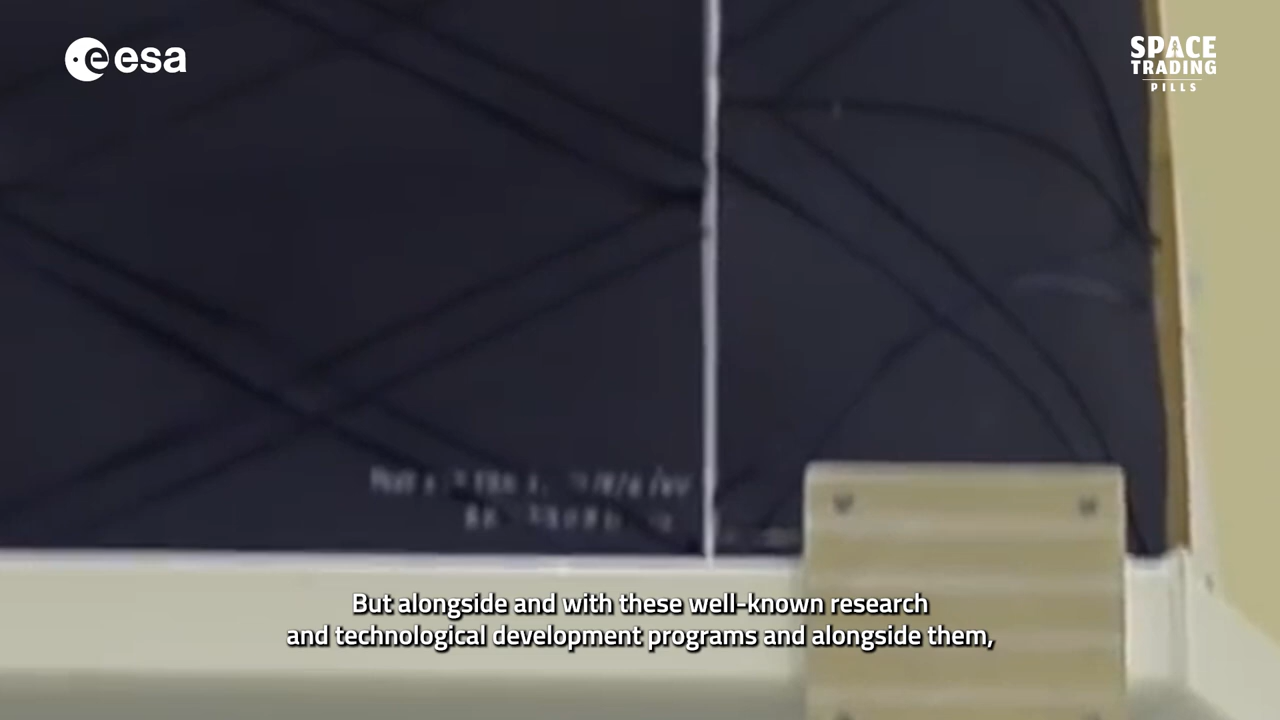 esa
SPACE
TRADING
PILLS
But alongside and with these well-known research
and technological development programs and alongside them,